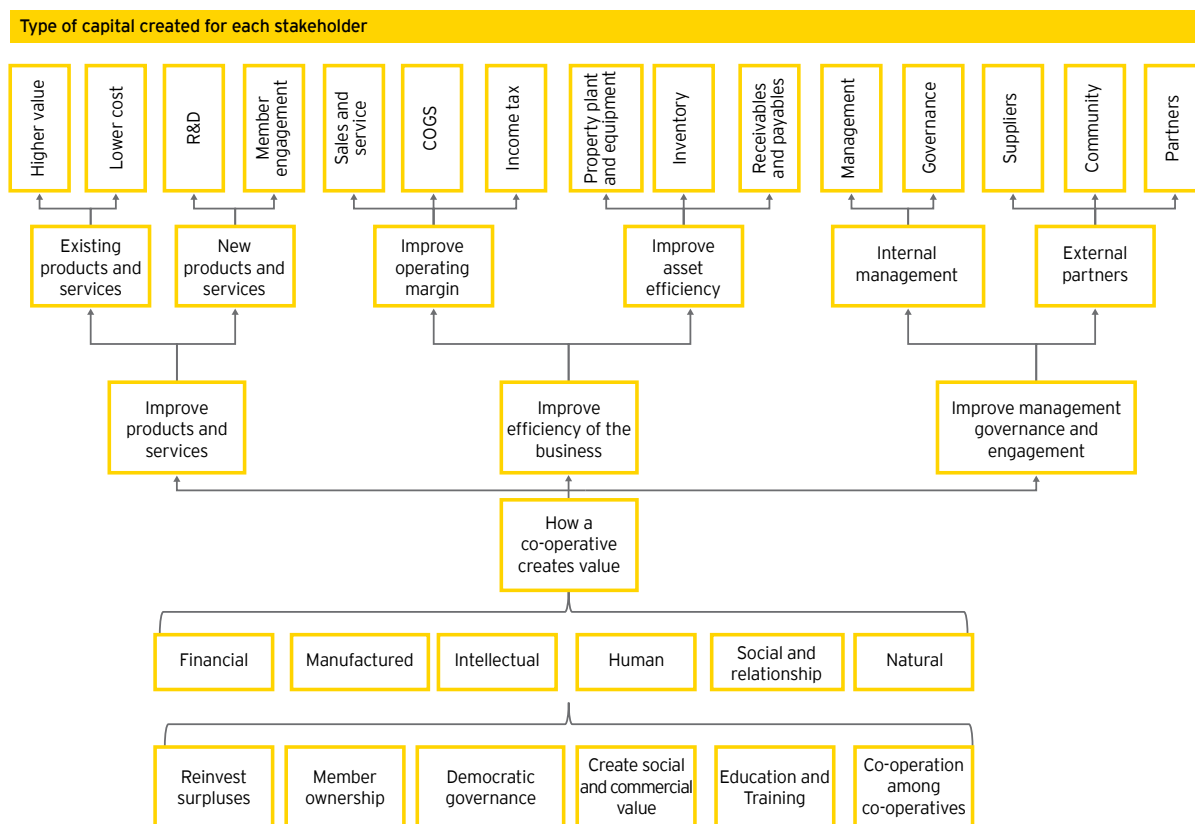 Type of capital created for each stakeholder
Higher value
Lower cost
R&D
Member
engagement
Sales and
service
COGS
Income tax
Property plant
and equipment
Inventory
Receivables
and payables
Management
Governance
Suppliers
Community
Partners
Existing
products and
services
New
products and
services
Improve
operating
margin
Improve
asset
efficiency
Internal
management
External
partners
Improve
products and
services
Improve
efficiency of the
business
Improve management
governance and
engagement
How a
co-operative
creates value
Financial
Manufactured
Intellectual
Human
Social and
relationship
Natural
Reinvest
surpluses
Member
ownership
Democratic
governance
Create social
and commercial
value
Education and
Training
Co-operation
among
co-operatives